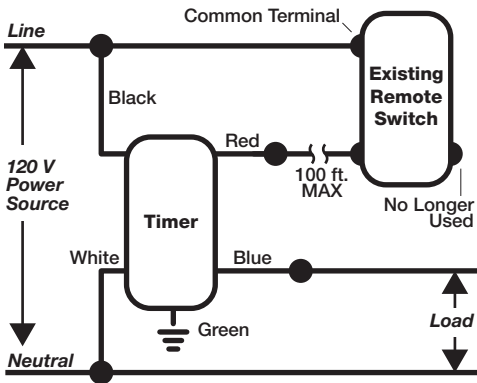 Common Terminal
Line
Existing
Remote
Switch
Black
Red
100 ft.
MAX
120 V
Power
Source
Timer
No Longer
Used
White
Blue
Green
Load
Neutral